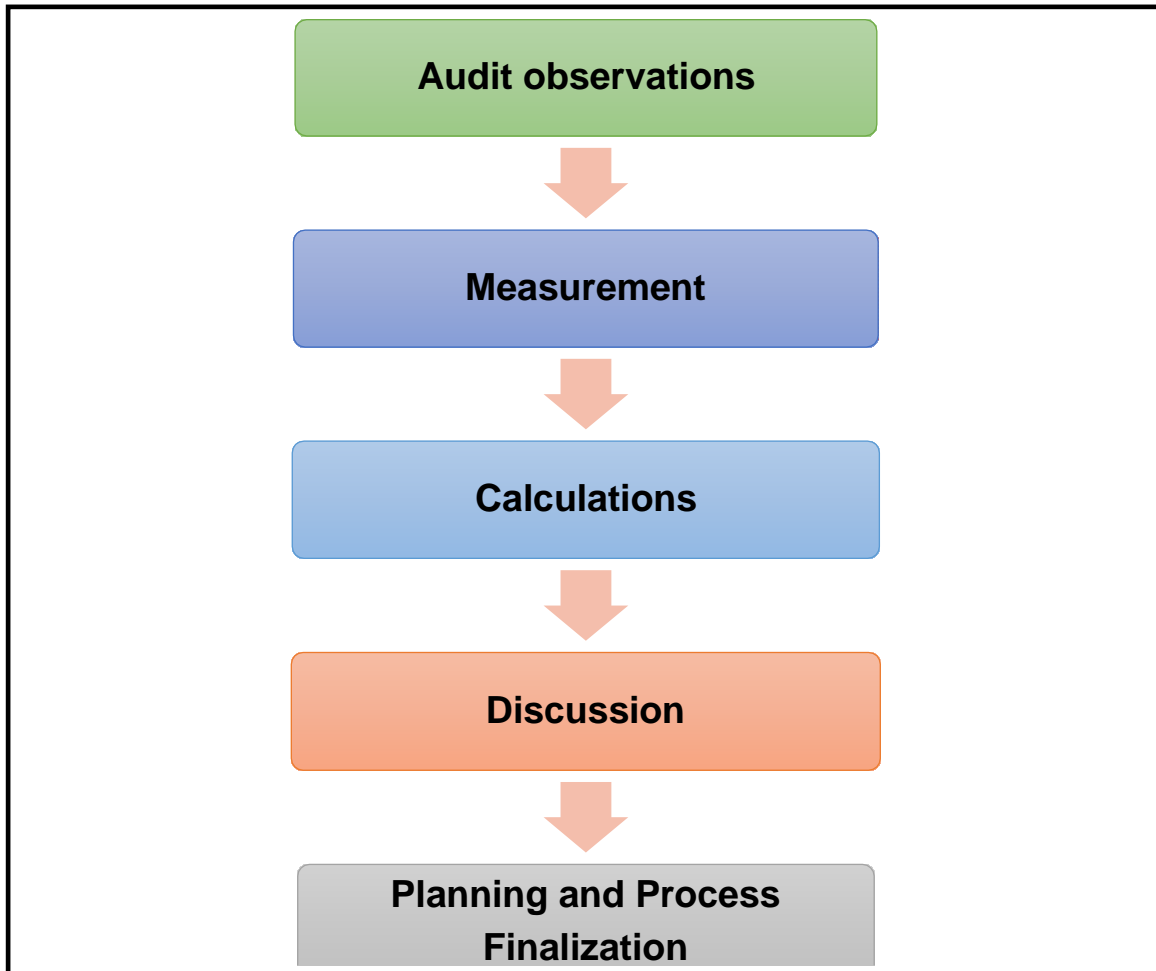 Audit observations
Measurement
Calculations
Discussion
Planning and Process
Finalization